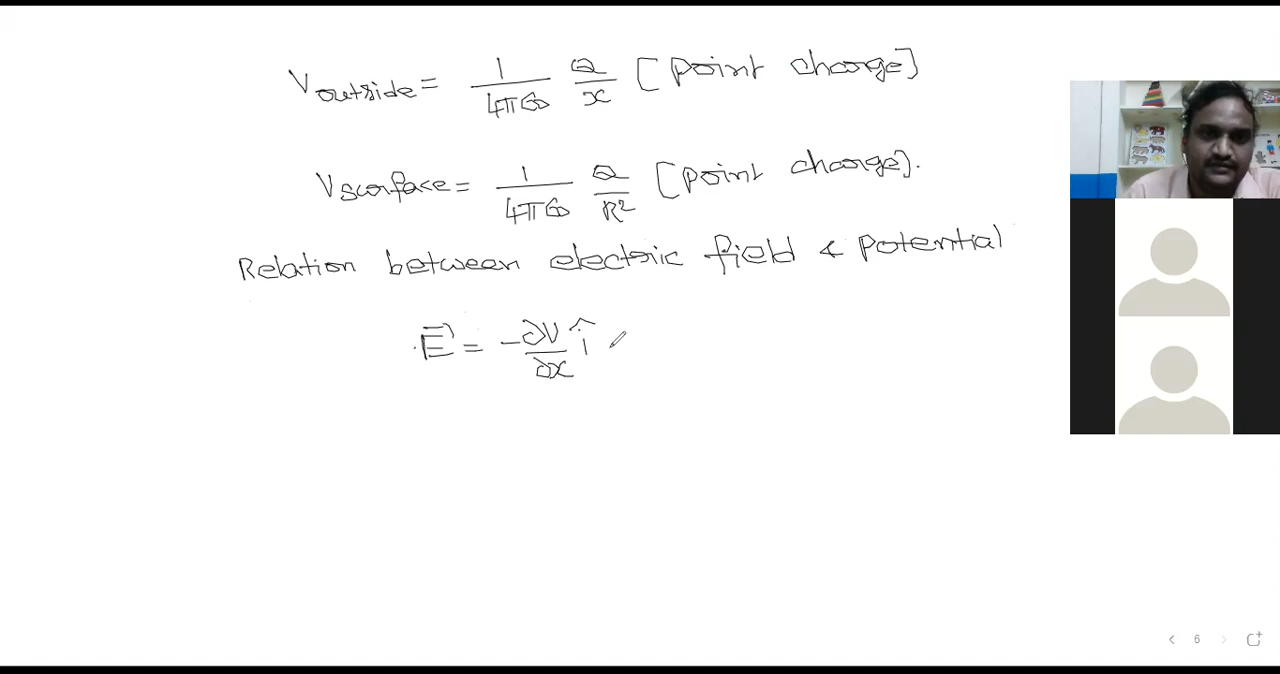 V outside = 1/4πε0 Q/x [Point charge]
V surface = 1/4πε0 Q/R² [Point charge].
Relation between electric field & Potential
E⃗ = -∂V/∂x î
6